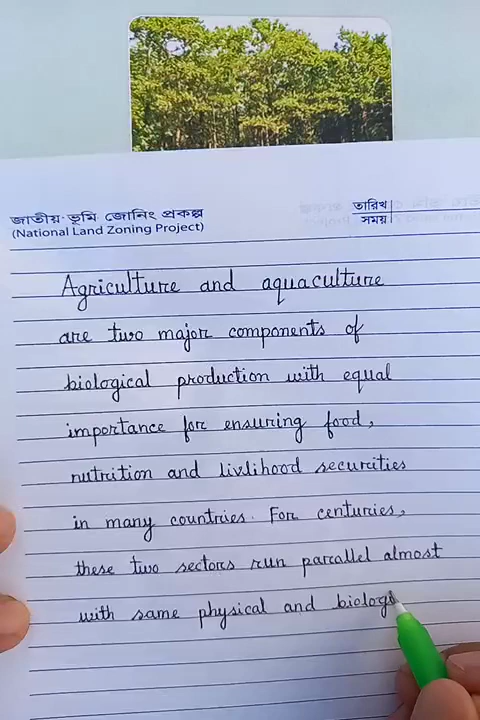 জাতীয় ভূমি জোনিং প্রকল্প
(National Land Zoning Project)
তারিখ
সময়
Agriculture and aquaculture
are two major components of
biological production with equal
importance for ensuring food,
nutrition and livlihood securities
in many countries. For centuries,
these two sectors run parallel almost
with same physical and biologi